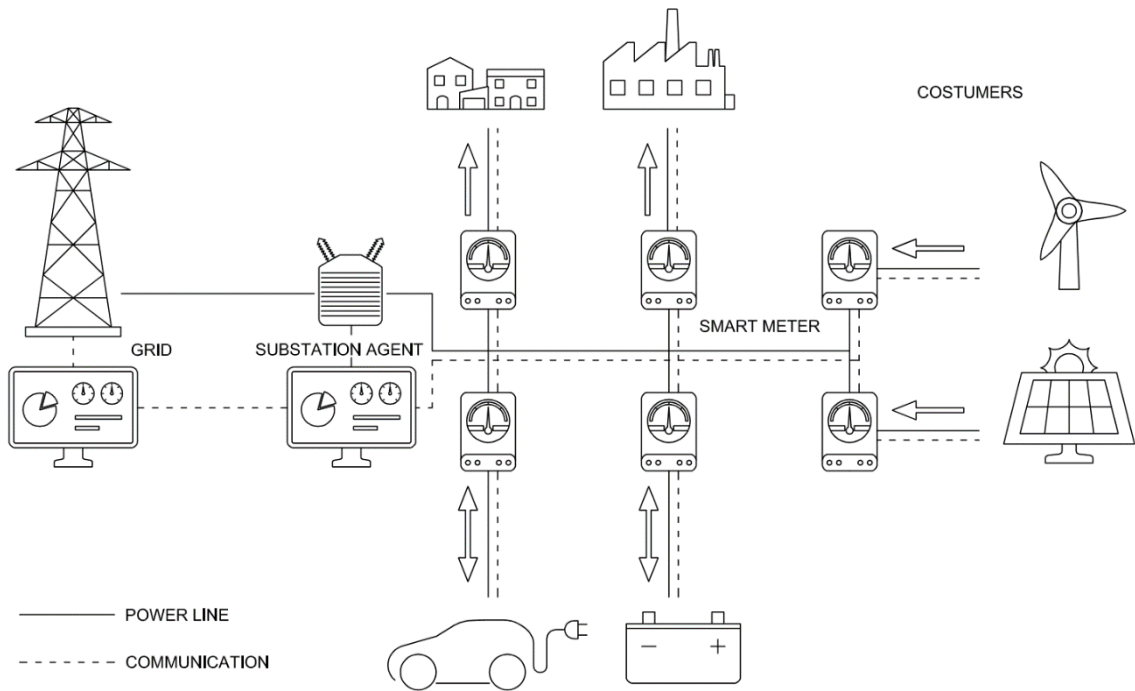 COSTUMERS
SMART METER
GRID
SUBSTATION AGENT
− +
POWER LINE
COMMUNICATION